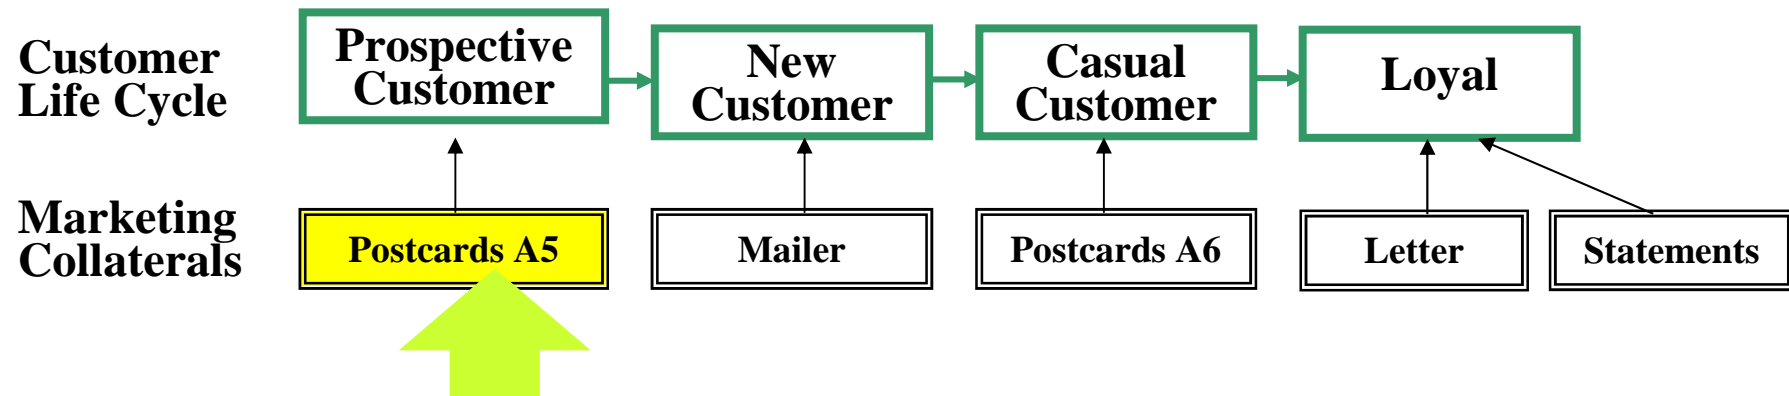 Customer
Life Cycle
Prospective
Customer
New
Customer
Casual
Customer
Loyal
Marketing
Collaterals
Postcards A5
Mailer
Postcards A6
Letter
Statements